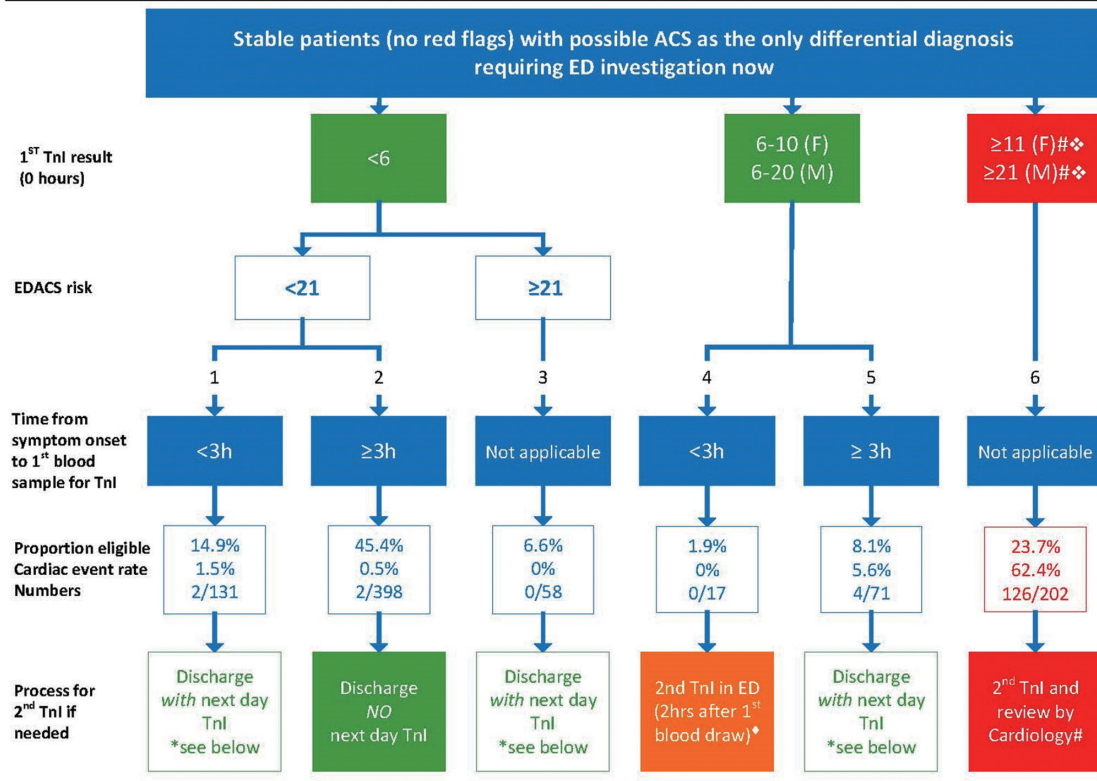 Stable patients (no red flags) with possible ACS as the only differential diagnosis
requiring ED investigation now
1ST TnI result
(0 hours)
<6
6-10 (F)
6-20 (M)
≥11 (F)#❖
≥21 (M)#❖
EDACS risk
<21
≥21
1
2
3
4
5
6
Time from
symptom onset
to 1st blood
sample for TnI
<3h
≥3h
Not applicable
<3h
≥ 3h
Not applicable
Proportion eligible
Cardiac event rate
Numbers
14.9%
1.5%
2/131
45.4%
0.5%
2/398
6.6%
0%
0/58
1.9%
0%
0/17
8.1%
5.6%
4/71
23.7%
62.4%
126/202
Process for
2nd TnI if
needed
Discharge
with next day
TnI
*see below
Discharge
NO
next day TnI
Discharge
with next day
TnI
*see below
2nd TnI in ED
(2hrs after 1st
blood draw)♦
Discharge
with next day
TnI
*see below
2nd TnI and
review by
Cardiology#